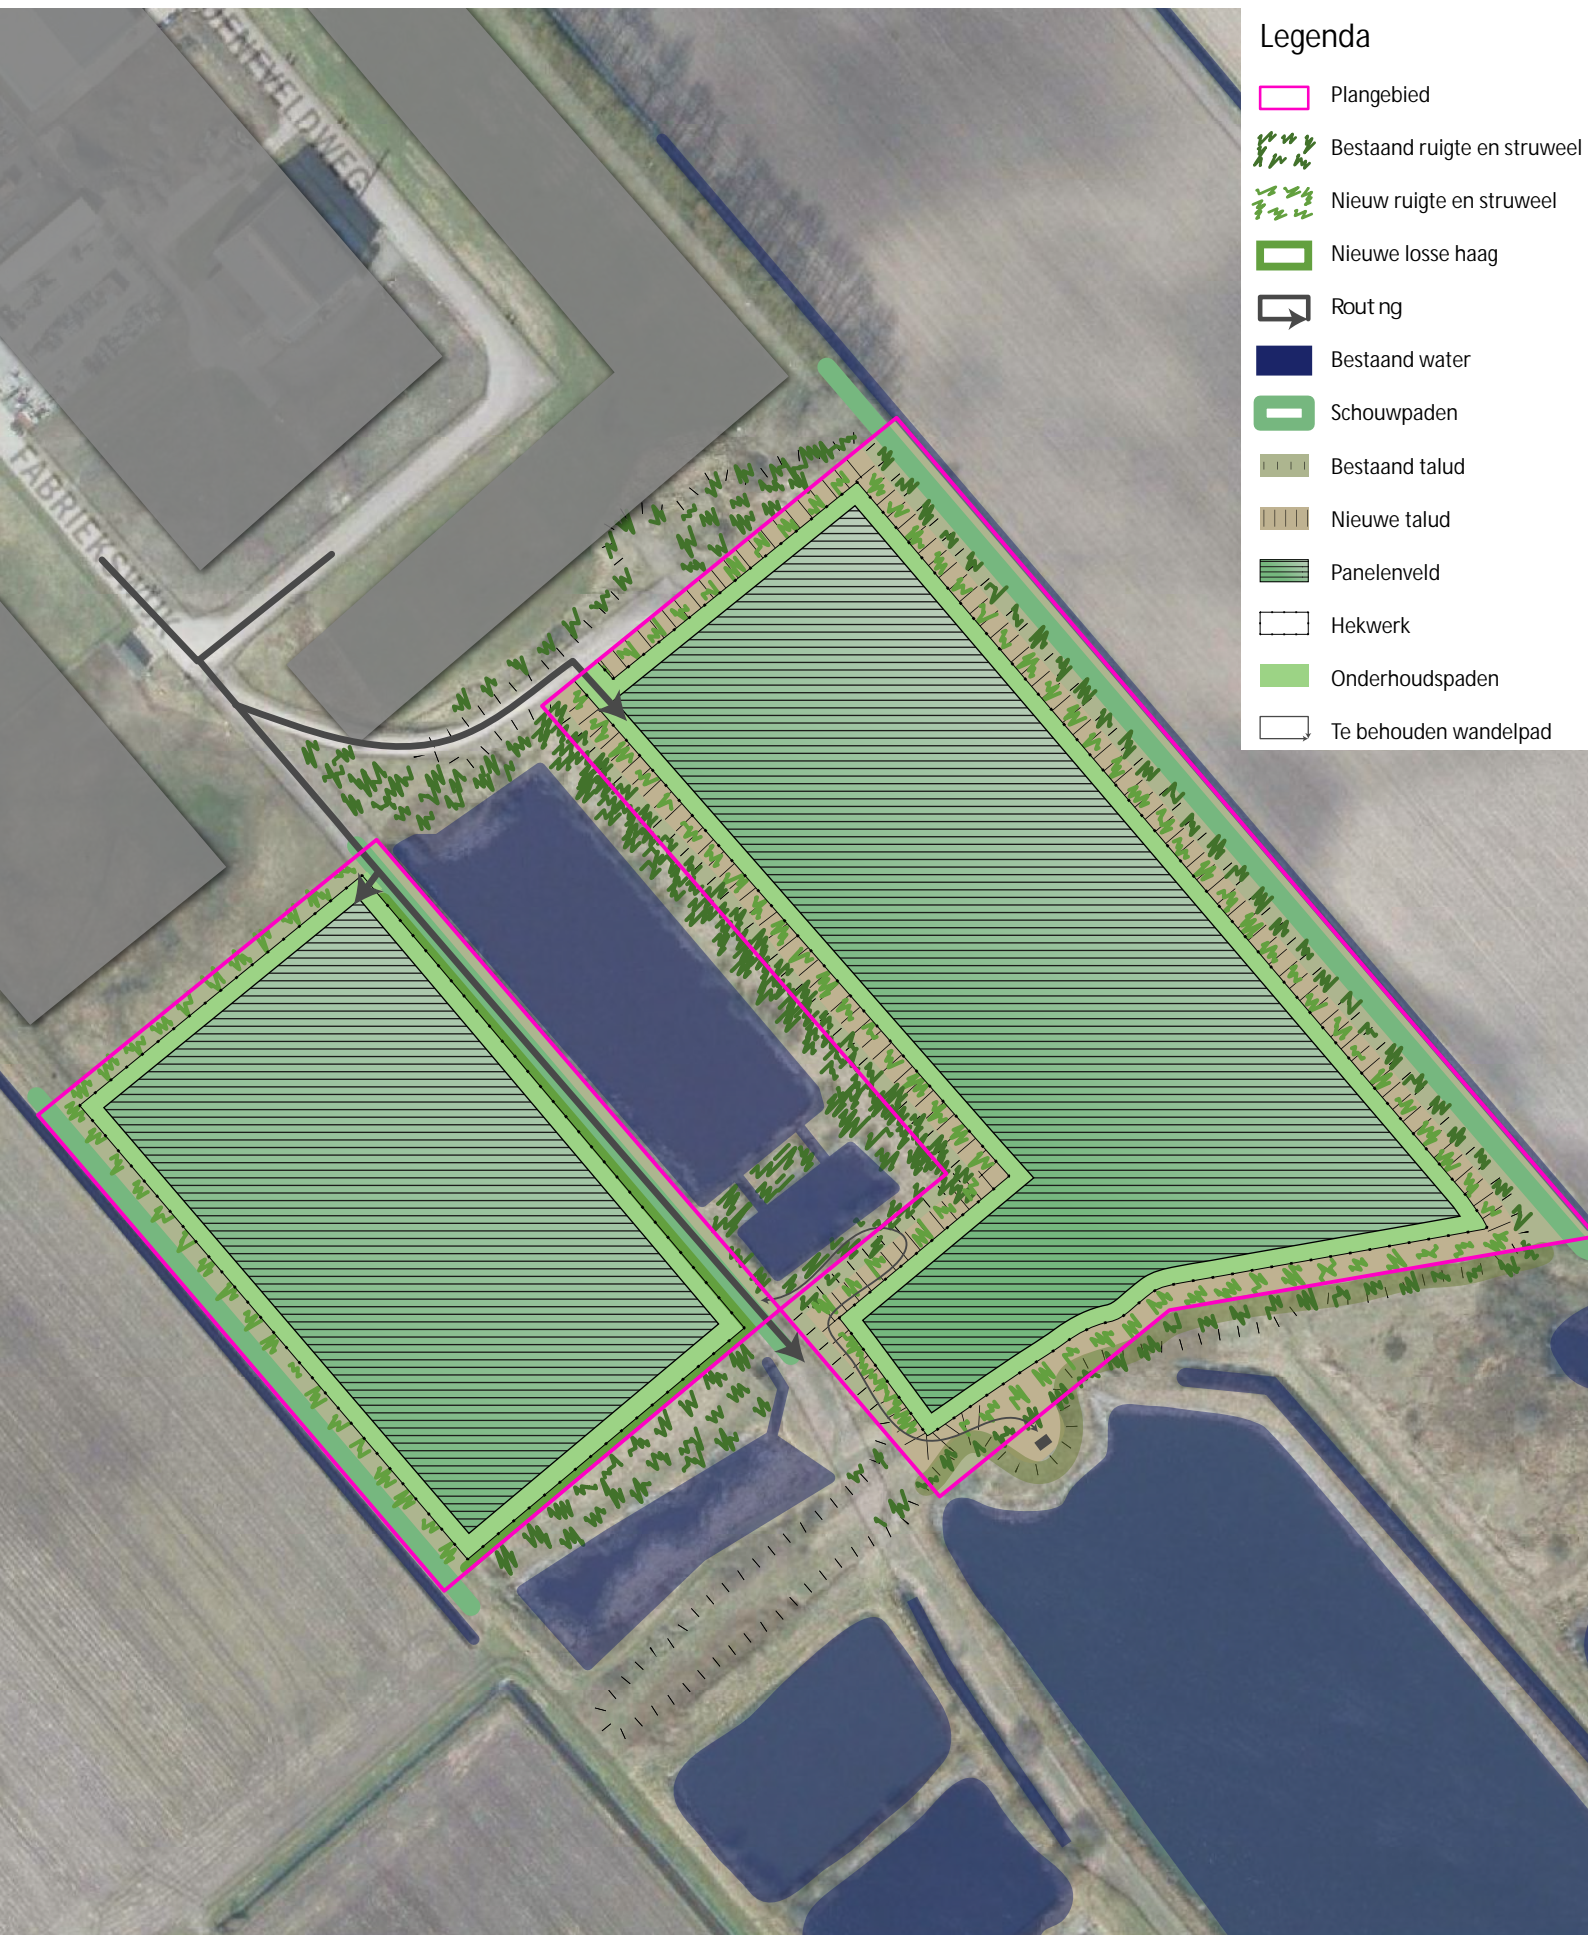 Legenda
Plangebied
Bestaand ruigte en struweel
Nieuw ruigte en struweel
Nieuwe losse haag
Rout ng
Bestaand water
Schouwpaden
Bestaand talud
Nieuwe talud
Panelenveld
Hekwerk
Onderhoudspaden
Te behouden wandelpad